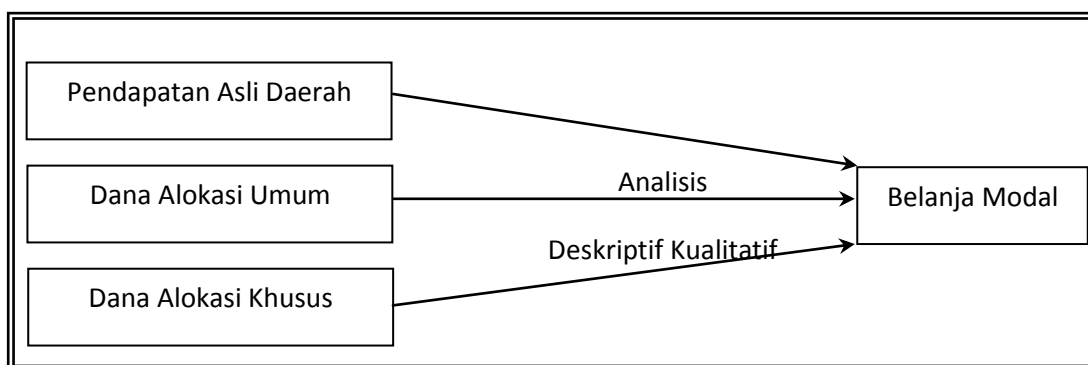 Pendapatan Asli Daerah
Dana Alokasi Umum
Analisis
Belanja Modal
Deskriptif Kualitatif
Dana Alokasi Khusus